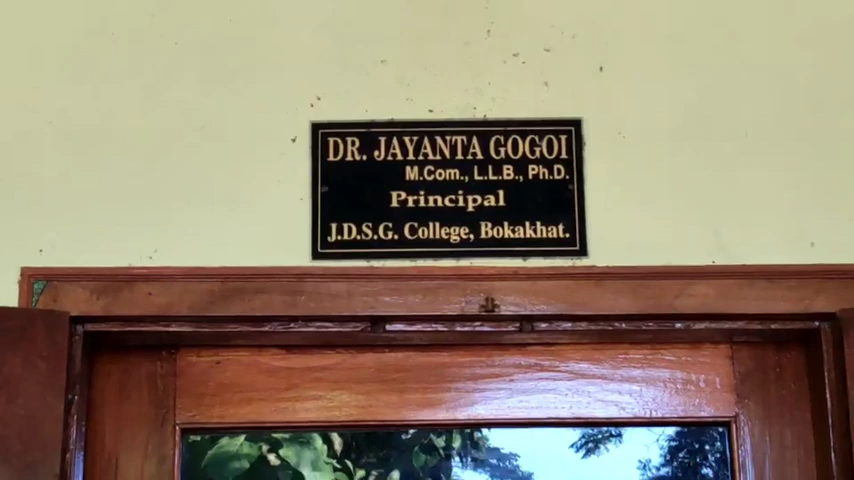 DR. JAYANTA GOGOI
M.Com., L.L.B., Ph.D.
Principal
J.D.S.G. College, Bokakhat.